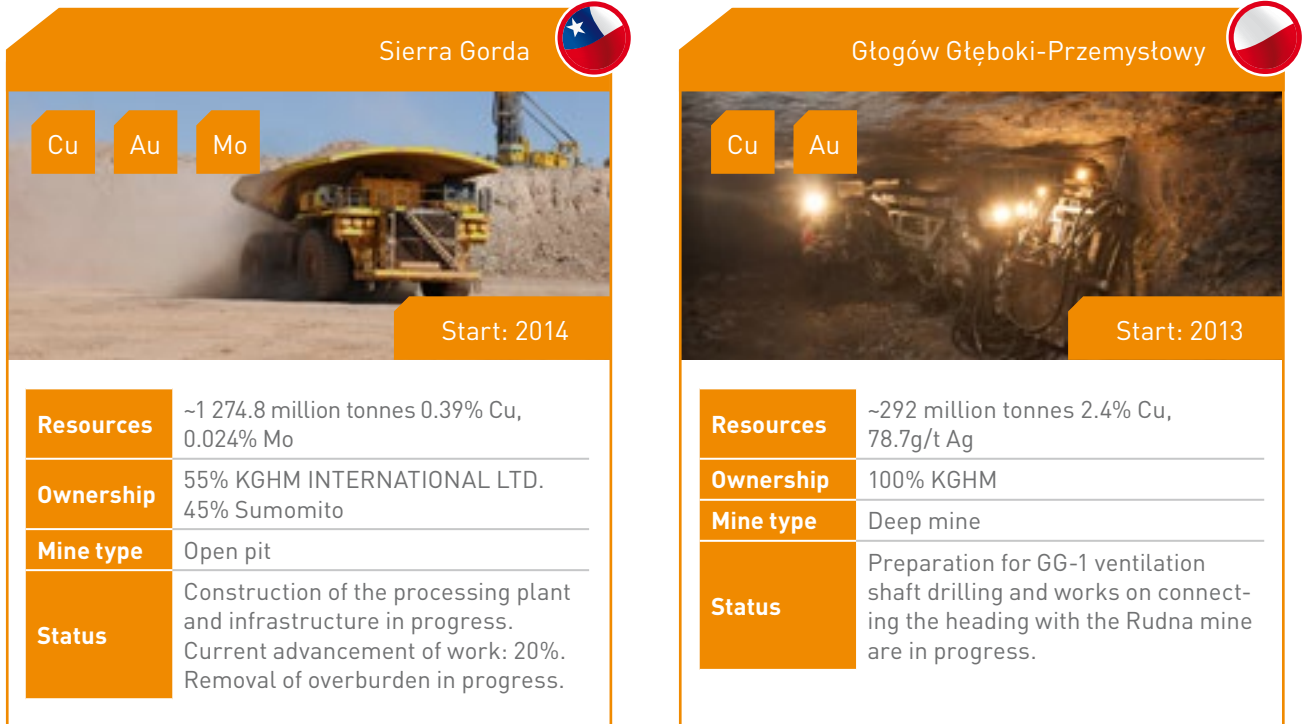 Sierra Gorda
Cu Au Mo
Start: 2014
Resources
~1 274.8 million tonnes 0.39% Cu,
0.024% Mo
Ownership
55% KGHM INTERNATIONAL LTD.
45% Sumomito
Mine type
Open pit
Status
Construction of the processing plant
and infrastructure in progress.
Current advancement of work: 20%.
Removal of overburden in progress.
Głogów Głęboki-Przemysłowy
Cu Au
Start: 2013
Resources
~292 million tonnes 2.4% Cu,
78.7g/t Ag
Ownership
100% KGHM
Mine type
Deep mine
Status
Preparation for GG-1 ventilation
shaft drilling and works on connect-
ing the heading with the Rudna mine
are in progress.